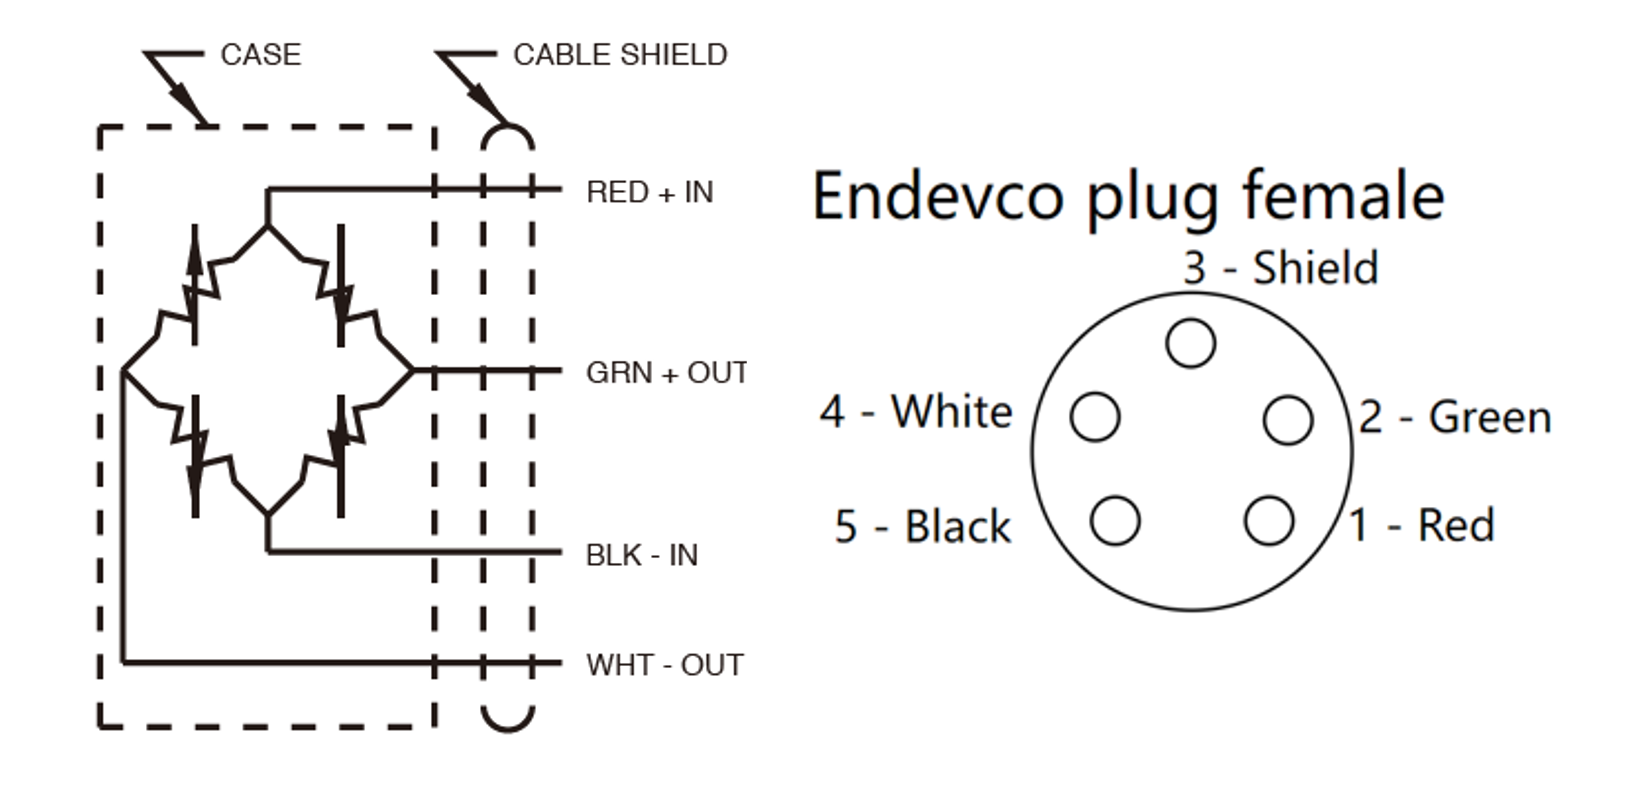 CASE
CABLE SHIELD
RED + IN
GRN + OUT
BLK - IN
WHT - OUT
Endevco plug female
3 - Shield
4 - White
2 - Green
5 - Black
1 - Red